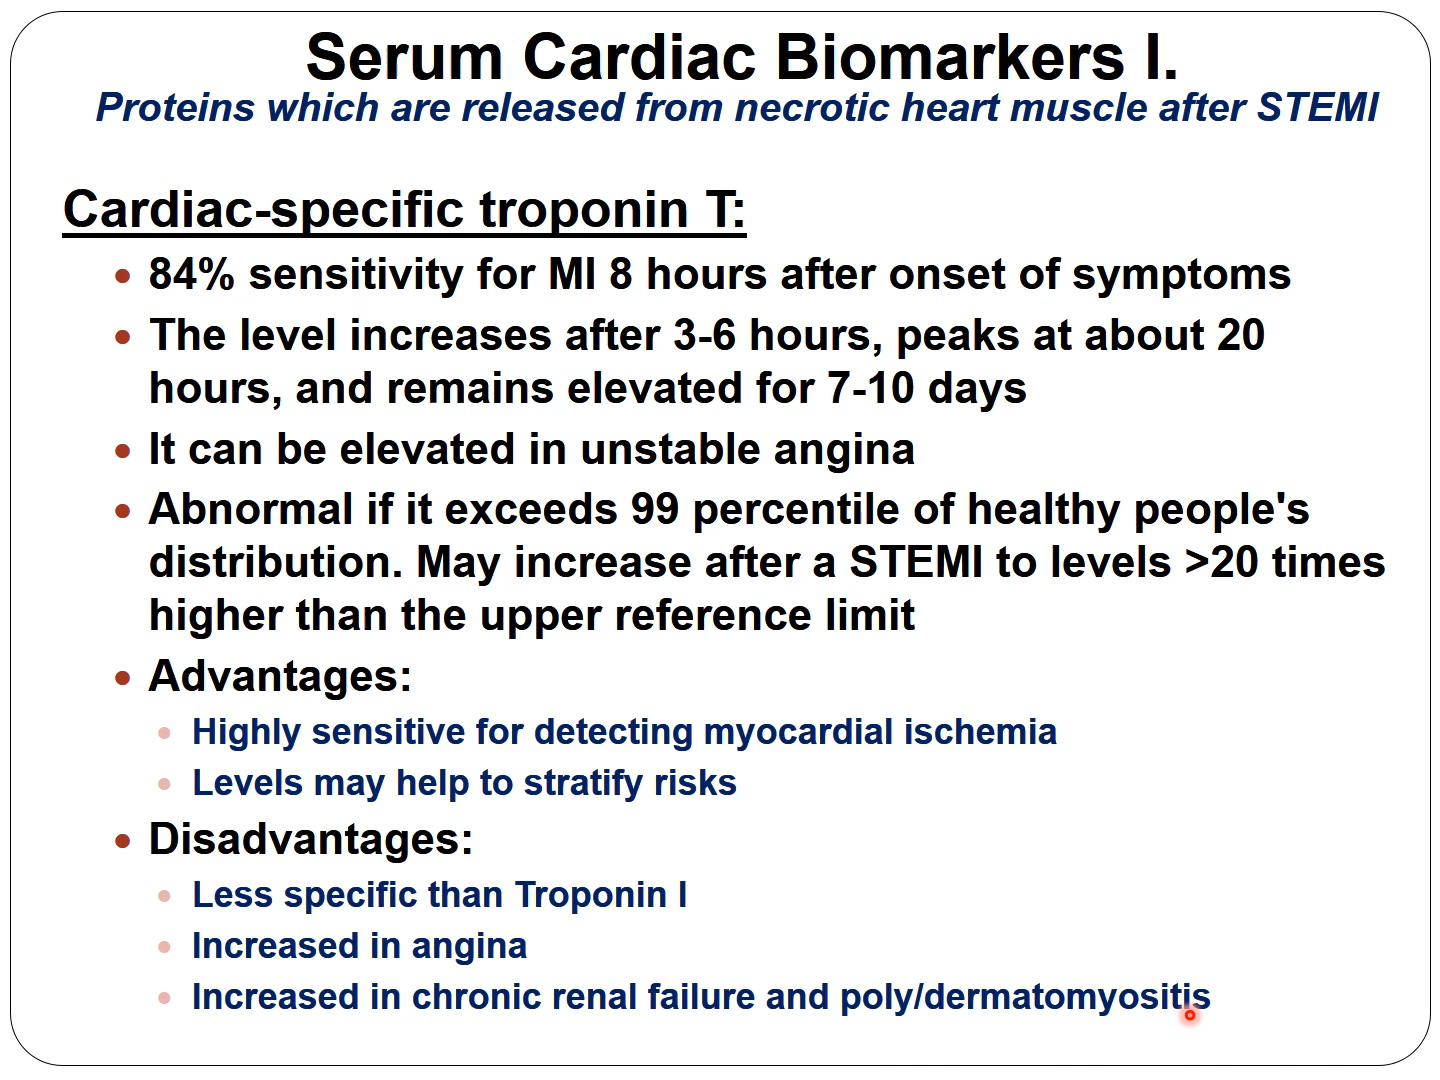 Serum Cardiac Biomarkers I.
Proteins which are released from necrotic heart muscle after STEMI
Cardiac-specific troponin T:
• 84% sensitivity for MI 8 hours after onset of symptoms
• The level increases after 3-6 hours, peaks at about 20
hours, and remains elevated for 7-10 days
• It can be elevated in unstable angina
• Abnormal if it exceeds 99 percentile of healthy people's
distribution. May increase after a STEMI to levels >20 times
higher than the upper reference limit
• Advantages:
• Highly sensitive for detecting myocardial ischemia
• Levels may help to stratify risks
• Disadvantages:
• Less specific than Troponin I
• Increased in angina
• Increased in chronic renal failure and poly/dermatomyositis